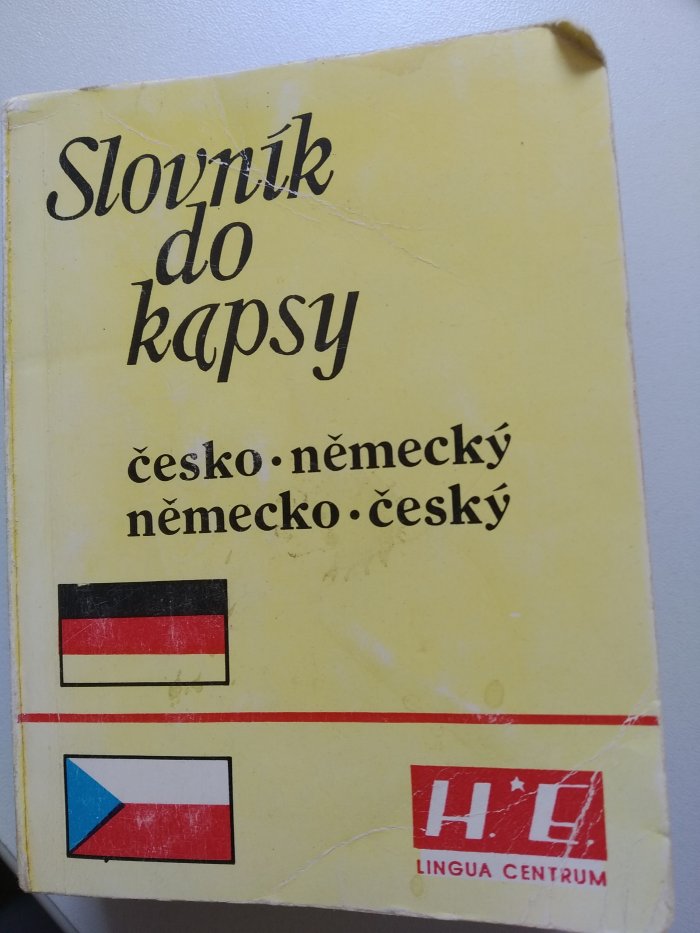 Slovník
do
kapsy
česko·německý
německo·český
H.*E.
LINGUA CENTRUM